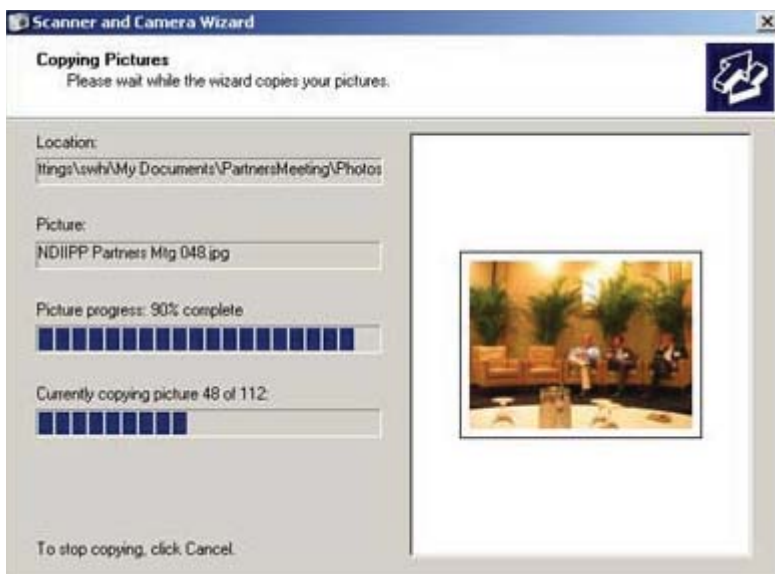 Scanner and Camera Wizard
Copying Pictures
Please wait while the wizard copies your pictures.
Location:
ttings\swhi\My Documents\PartnersMeeting\Photos
Picture:
NDIIPP Partners Mtg 048.jpg
Picture progress: 90% complete
Currently copying picture 48 of 112:
To stop copying, click Cancel.